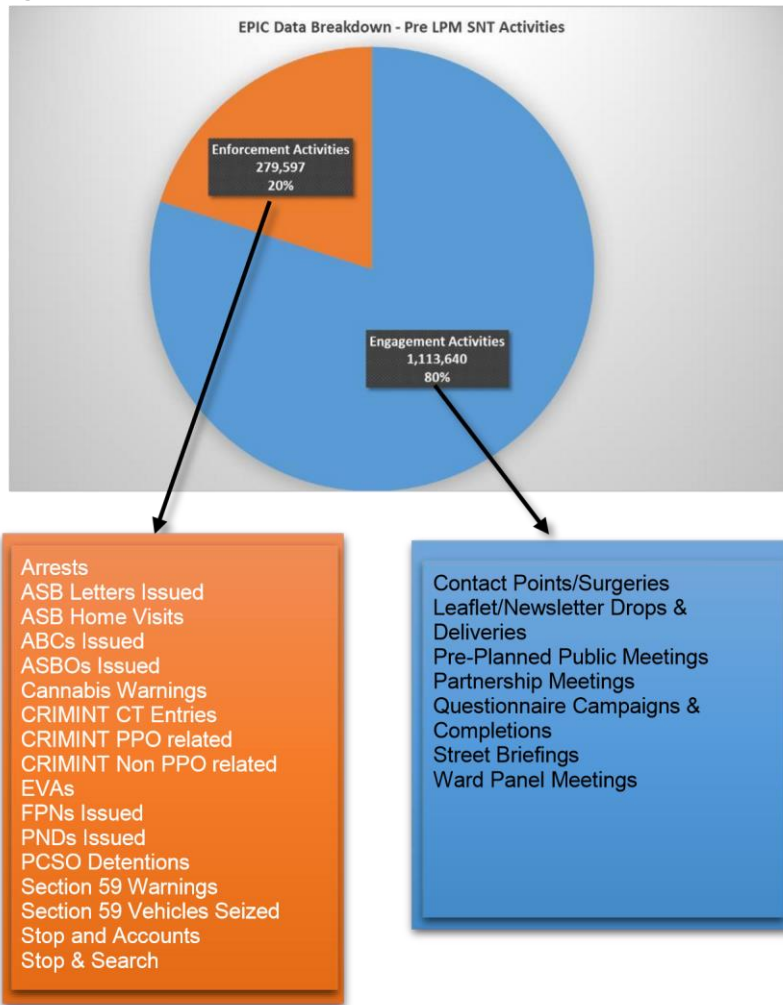 EPIC Data Breakdown - Pre LPM SNT Activities
Enforcement Activities
279,597
20%
Engagement Activities
1,113,640
80%
Arrests
ASB Letters Issued
ASB Home Visits
ABCs Issued
ASBOs Issued
Cannabis Warnings
CRIMINT CT Entries
CRIMINT PPO related
CRIMINT Non PPO related
EVAs
FPNs Issued
PNDs Issued
PCSO Detentions
Section 59 Warnings
Section 59 Vehicles Seized
Stop and Accounts
Stop & Search
Contact Points/Surgeries
Leaflet/Newsletter Drops &
Deliveries
Pre-Planned Public Meetings
Partnership Meetings
Questionnaire Campaigns &
Completions
Street Briefings
Ward Panel Meetings